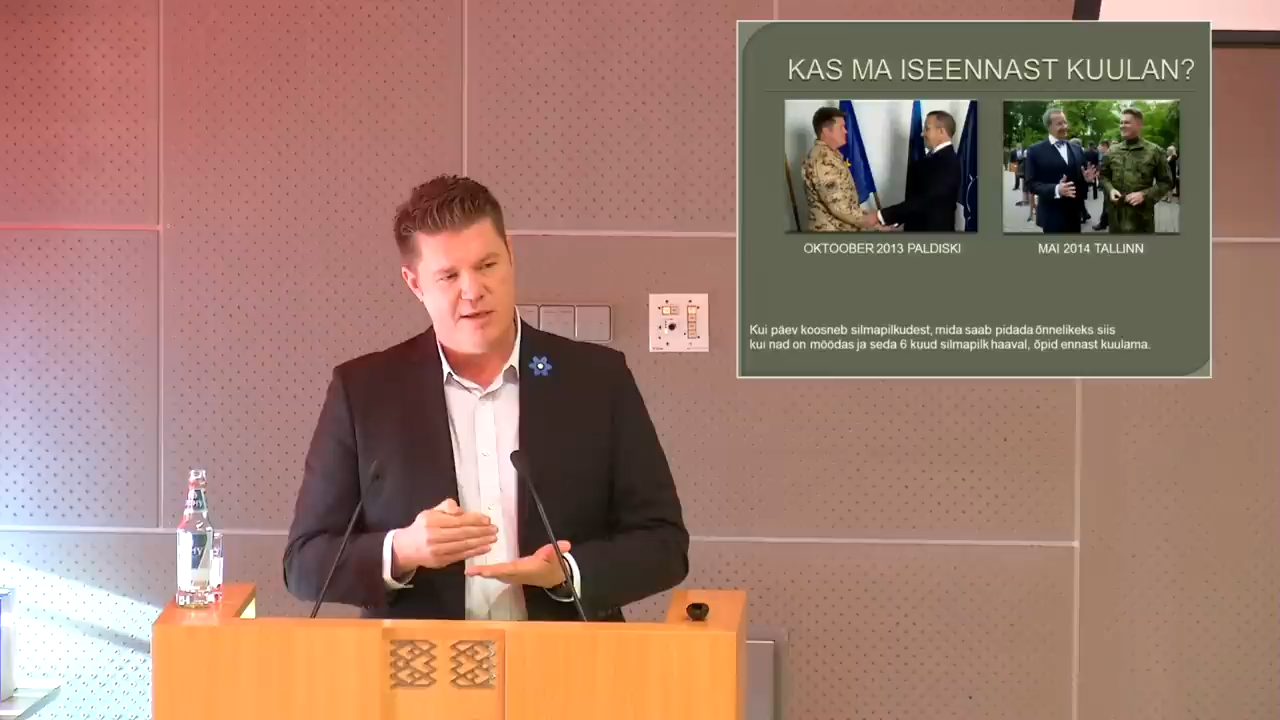 KAS MA ISEENNAST KUULAN?
OKTOOBER 2013 PALDISKI
MAI 2014 TALLINN
Kui päev koosneb silmapilkudest, mida saab pidada õnnelikeks siis
kui nad on möödas ja seda 6 kuud silmapilk haaval, õpid ennast kuulama.